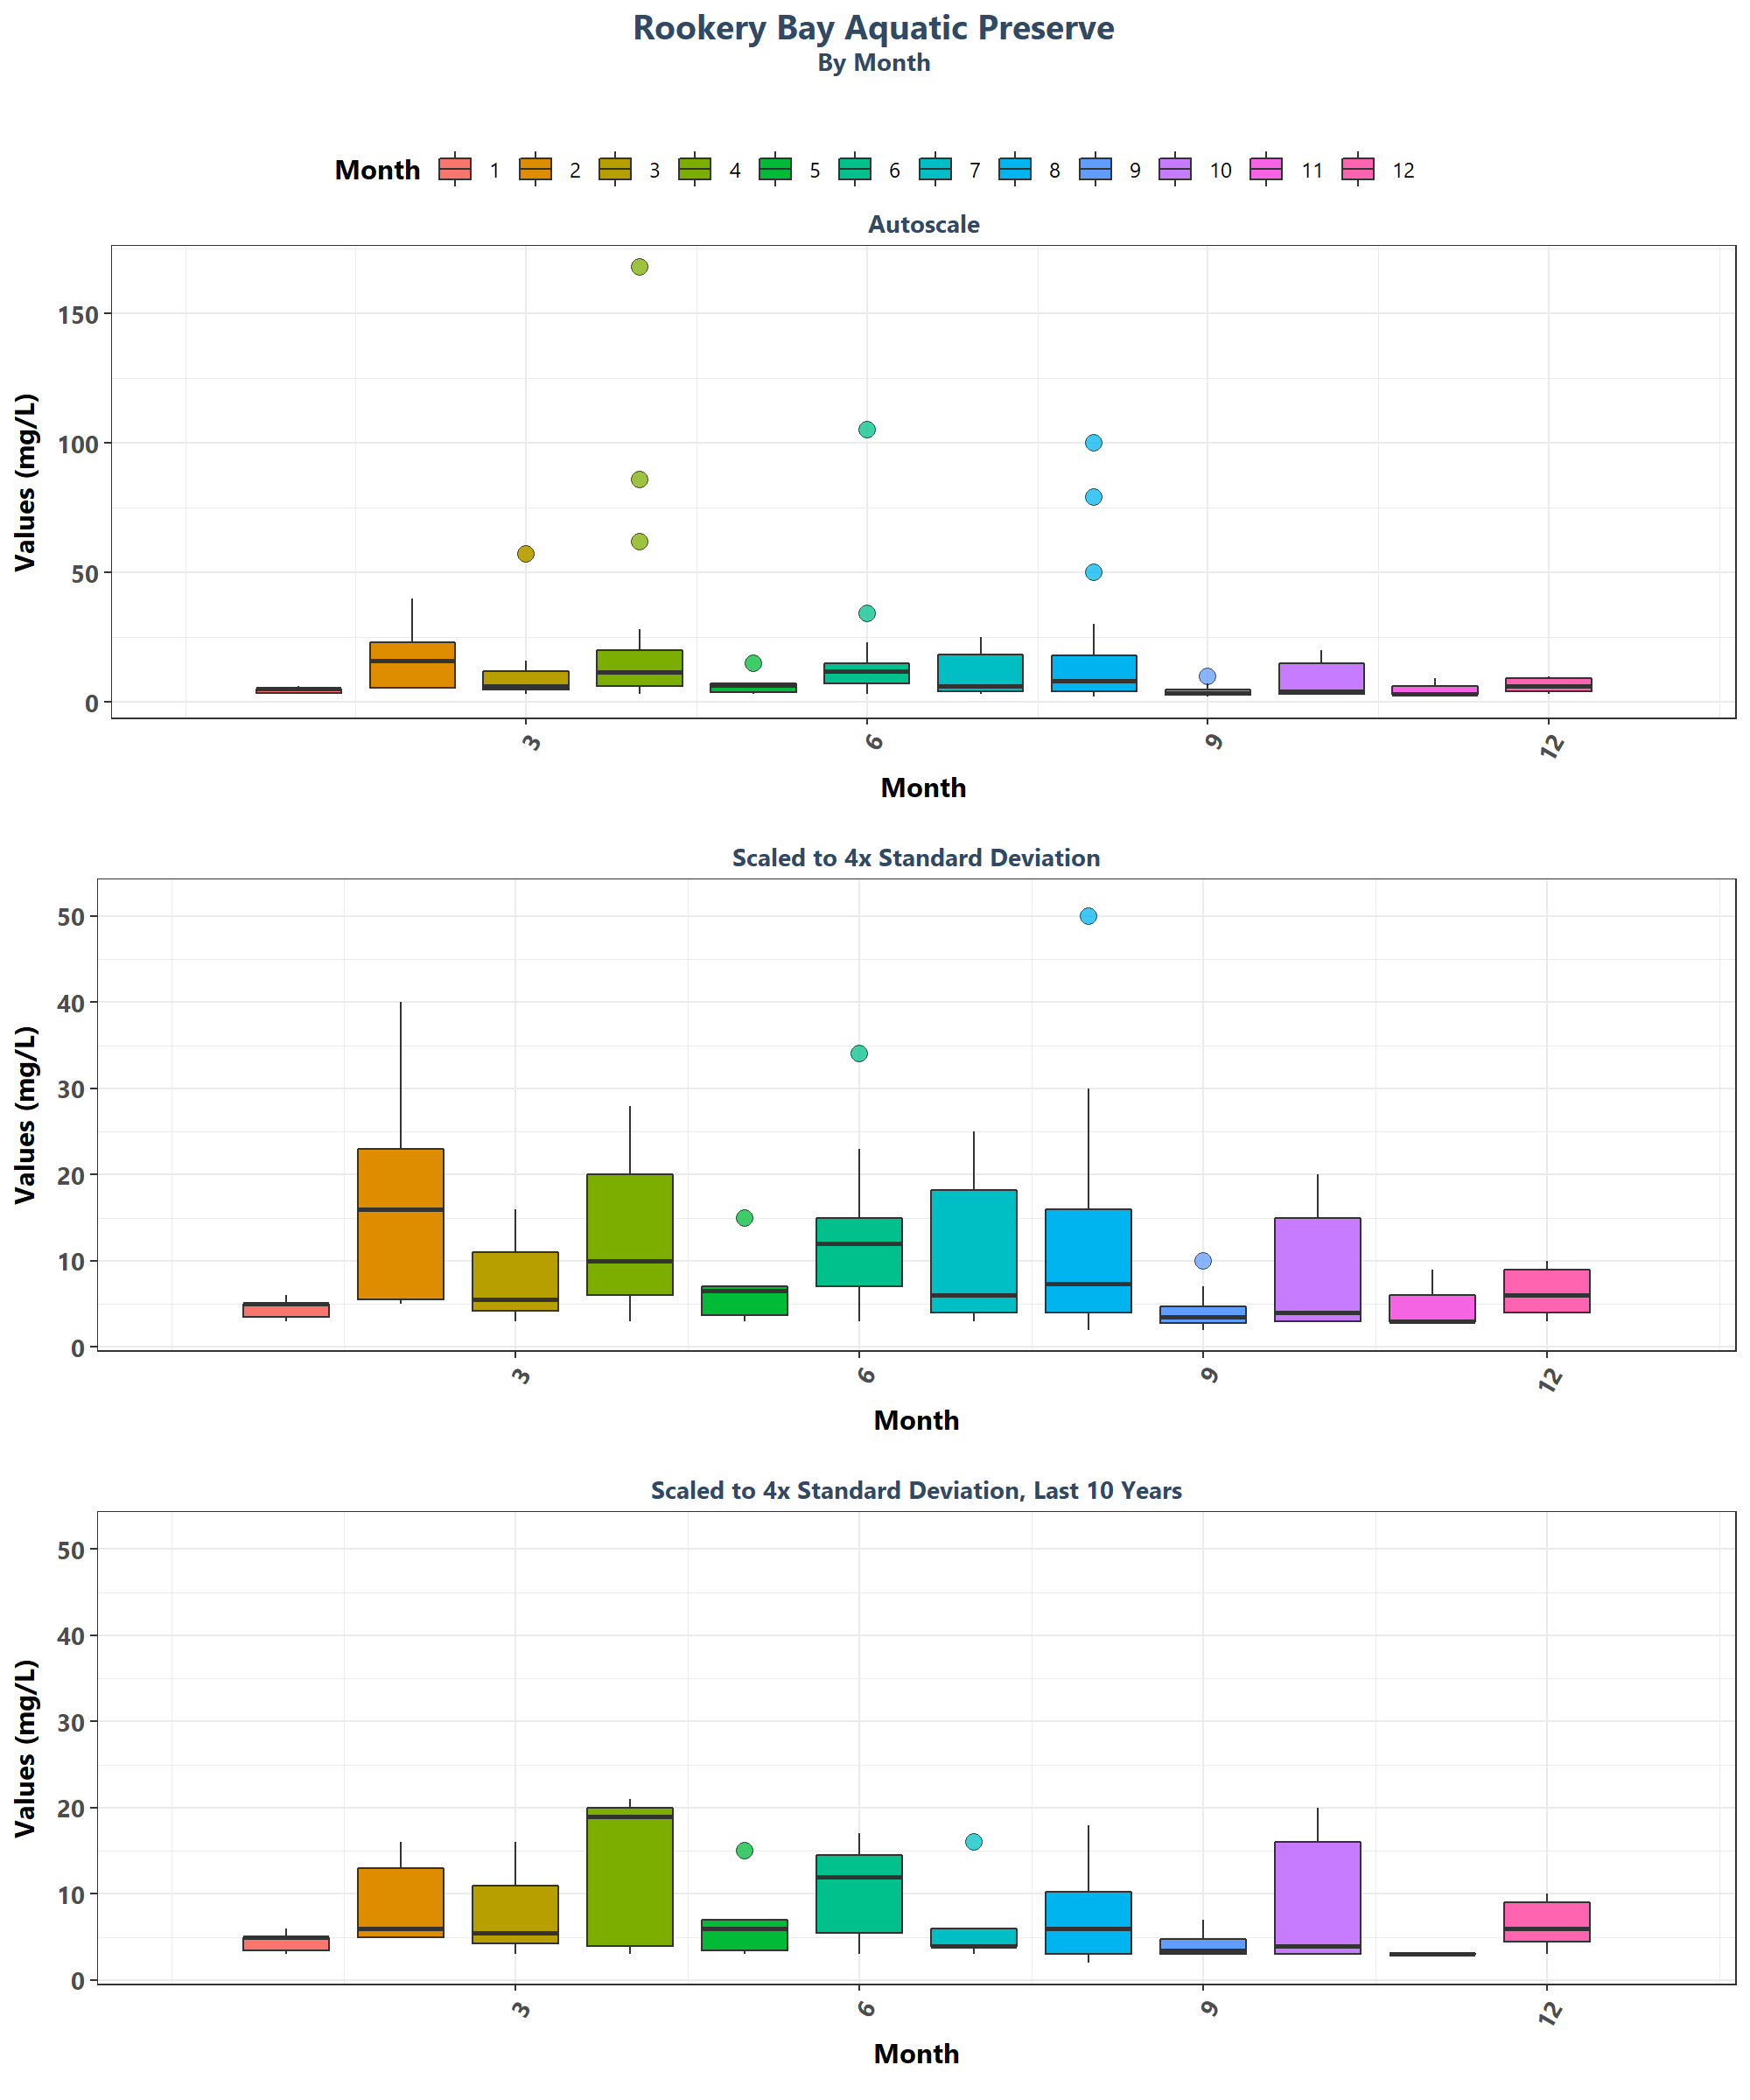 Rookery Bay Aquatic Preserve
By Month
Month 1 2 3 4 5 6 7 8 9 10 11 12
Autoscale
Values (mg/L)
150
100
50
0
3 6 9 12
Month
Scaled to 4x Standard Deviation
Values (mg/L)
50
40
30
20
10
0
3 6 9 12
Month
Scaled to 4x Standard Deviation, Last 10 Years
Values (mg/L)
50
40
30
20
10
0
3 6 9 12
Month